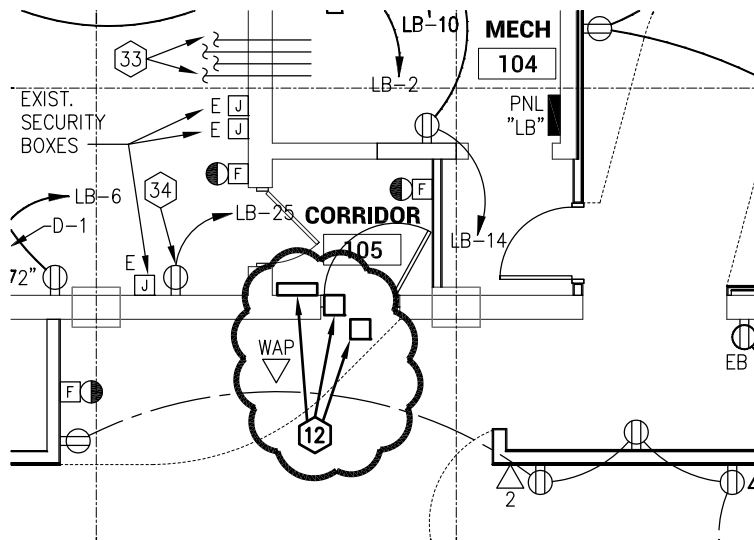 LB-10
MECH
104
33
LB-2
EXIST.
SECURITY
BOXES
E J
E J
PNL
"LB"
F
F
34
LB-6
LB-25
CORRIDOR
105
D-1
LB-14
E
J
72"
WAP
EB
F
12
2